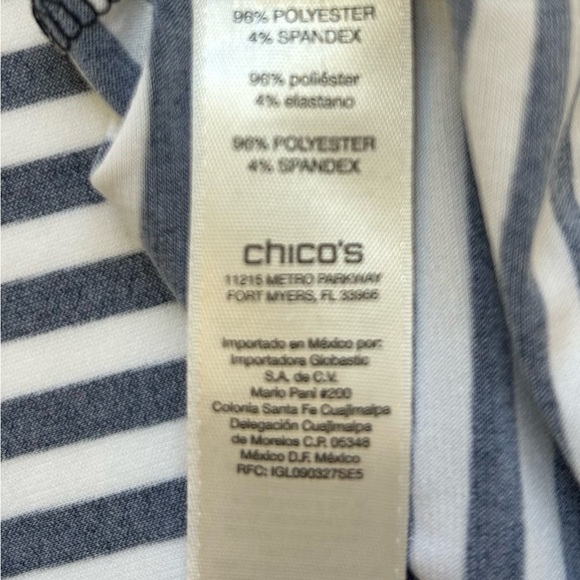 96% POLYESTER
4% SPANDEX
96% poliéster
4% elastano
96% POLYESTER
4% SPANDEX
chico's
11215 METRO PARKWAY
FORT MYERS, FL 33966
Importado en México por:
Importadora Globastic
S.A. de C.V.
Mario Pani #200
Colonia Santa Fe Cuajimalpa
Delegación Cuajimalpa
de Morelos C.P. 05348
México D.F. México
RFC: IGL090327SE5